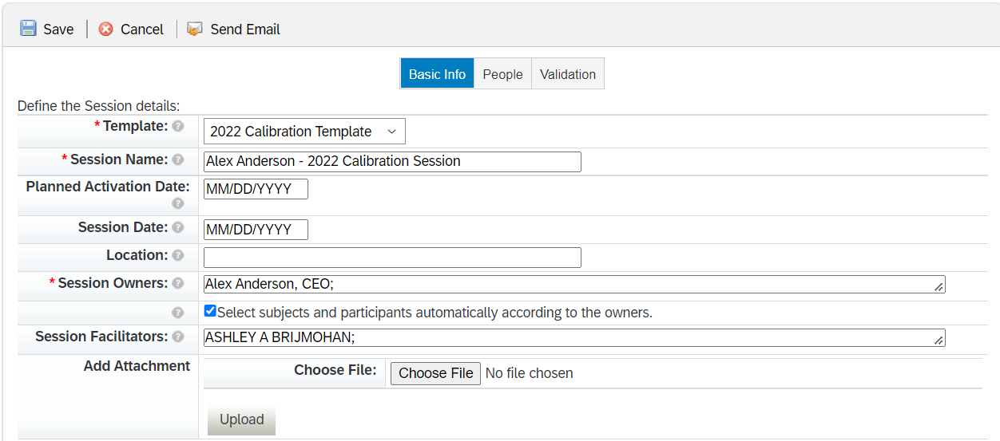 Save Cancel Send Email
Basic Info People Validation
Define the Session details:
* Template: ? 2022 Calibration Template
* Session Name: ? Alex Anderson - 2022 Calibration Session
Planned Activation Date: ? MM/DD/YYYY
Session Date: ? MM/DD/YYYY
Location: ?
* Session Owners: ? Alex Anderson, CEO;
? Select subjects and participants automatically according to the owners.
Session Facilitators: ? ASHLEY A BRIJMOHAN;
Add Attachment Choose File: Choose File No file chosen
Upload